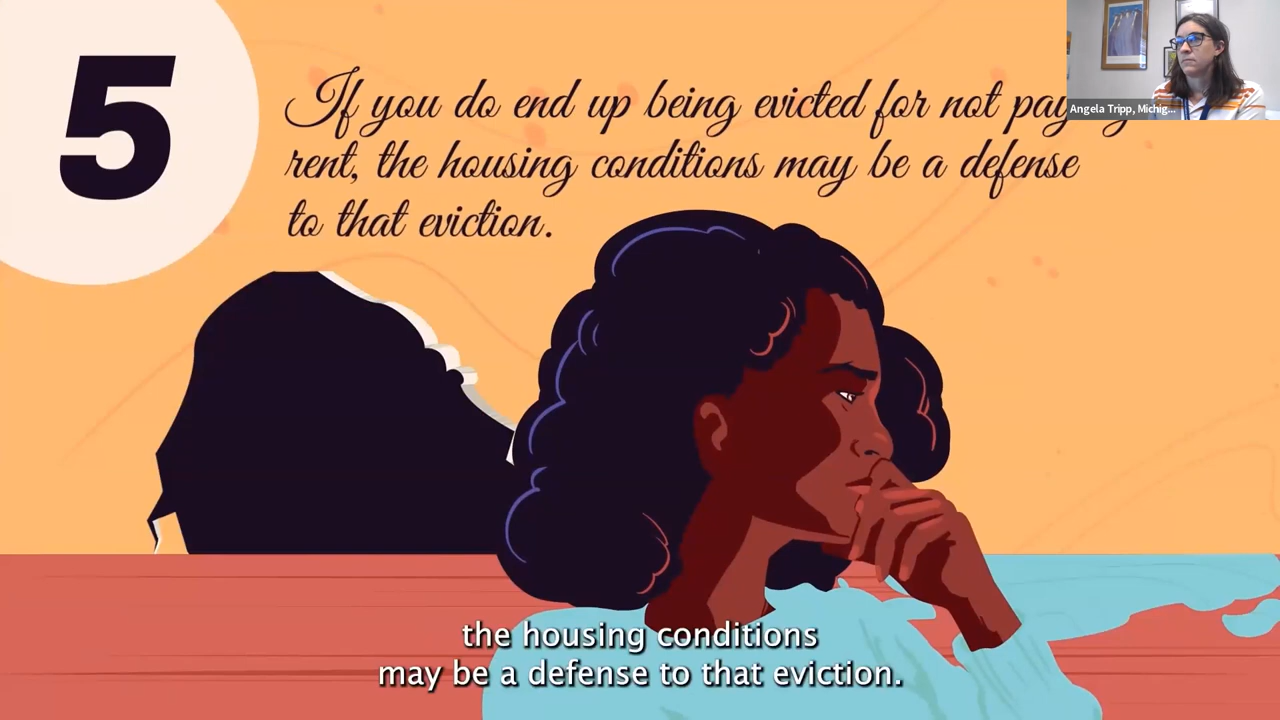 5
If you do end up being evicted for not
rent, the housing conditions may be a defense
to that eviction.
Angela Tripp, Michig...
the housing conditions
may be a defense to that eviction.